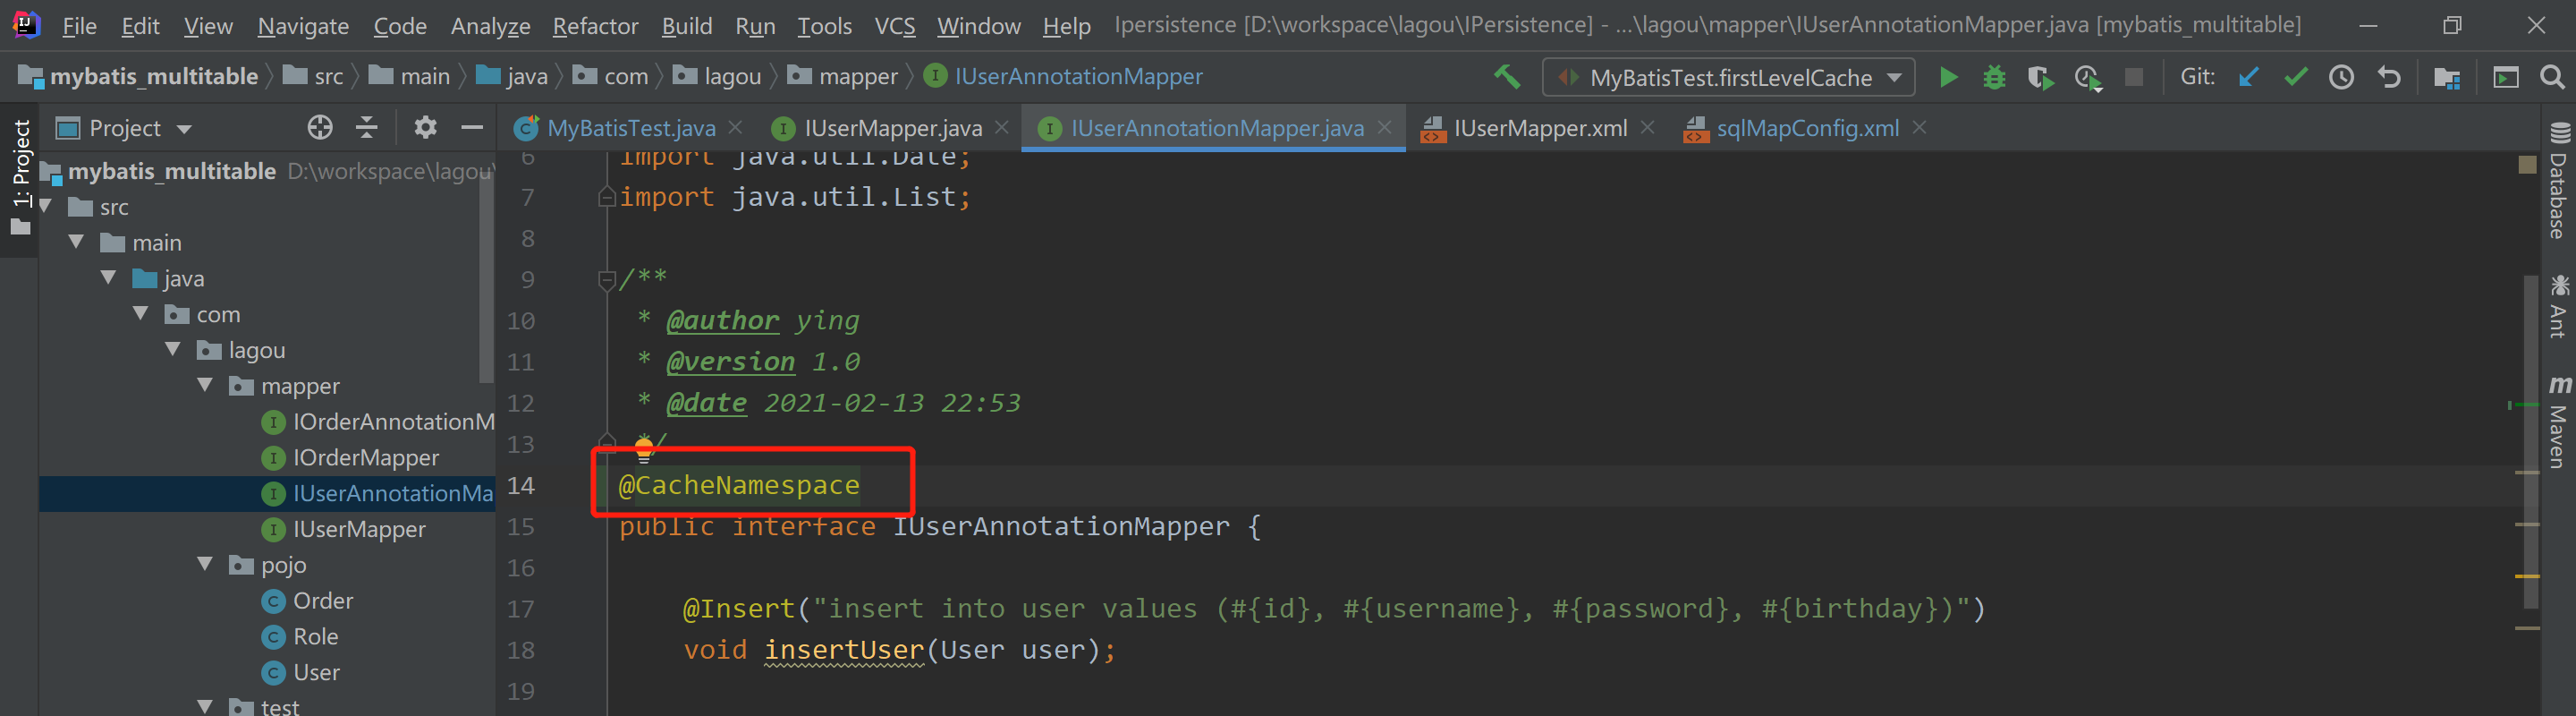 File Edit View Navigate Code Analyze Refactor Build Run Tools VCS Window Help Ipersistence [D:\workspace\lagou\IPersistence] - ...\lagou\mapper\IUserAnnotationMapper.java [mybatis_multitable]
mybatis_multitable src main java com lagou mapper IUserAnnotationMapper MyBatisTest.firstLevelCache Git:
1: Project
Project
MyBatisTest.java IUserMapper.java IUserAnnotationMapper.java IUserMapper.xml sqlMapConfig.xml
mybatis_multitable D:\workspace\lagou\
src
main
java
com
lagou
mapper
IOrderAnnotationM
IOrderMapper
IUserAnnotationMa
IUserMapper
pojo
Order
Role
User
test
6 import java.util.Date;
7 import java.util.List;
8
9 /**
10 * @author ying
11 * @version 1.0
12 * @date 2021-02-13 22:53
13 */
14 @CacheNamespace
15 public interface IUserAnnotationMapper {
16
17 @Insert("insert into user values (#{id}, #{username}, #{password}, #{birthday})")
18 void insertUser(User user);
19
Database
Ant
m Maven